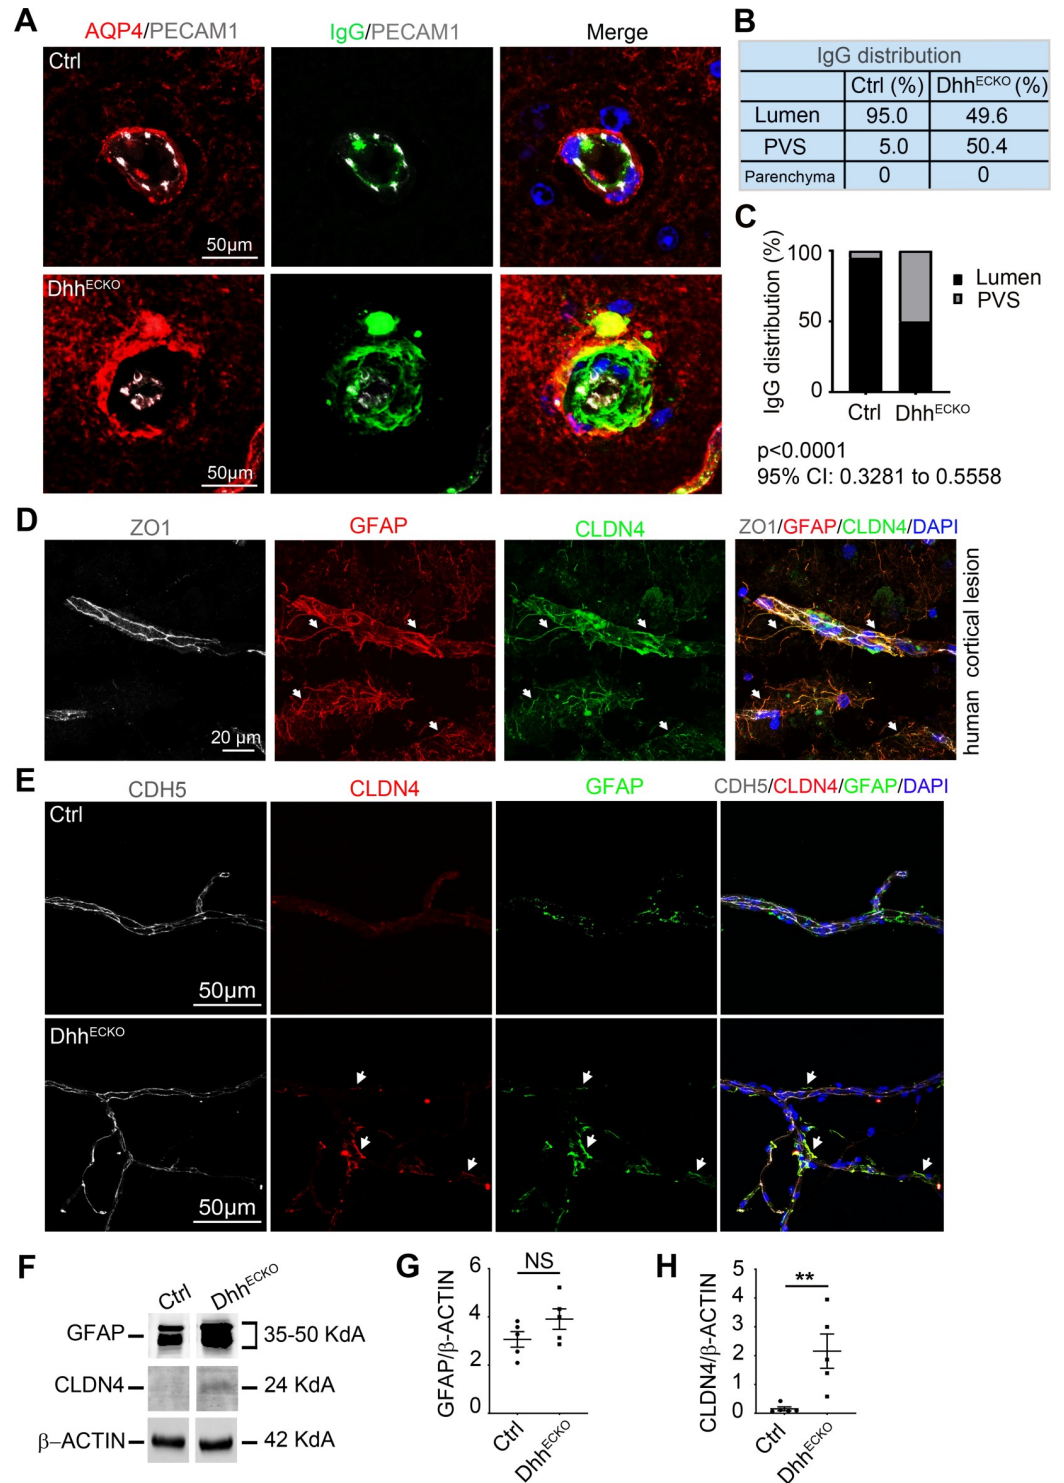 A
AQP4/PECAM1
IgG/PECAM1
Merge
Ctrl
50µm
DhhECKO
50µm
B
IgG distribution
Ctrl (%) DhhECKO (%)
Lumen 95.0 49.6
PVS 5.0 50.4
Parenchyma 0 0
C
IgG distribution (%)
100
50
0
Ctrl DhhECKO
Lumen
PVS
p<0.0001
95% CI: 0.3281 to 0.5558
D
ZO1
GFAP
CLDN4
ZO1/GFAP/CLDN4/DAPI
20 µm
human cortical lesion
E
CDH5
CLDN4
GFAP
CDH5/CLDN4/GFAP/DAPI
Ctrl
50µm
DhhECKO
50µm
F
Ctrl DhhECKO
GFAP 35-50 KdA
CLDN4 24 KdA
β-ACTIN 42 KdA
G
GFAP/β-ACTIN
6
4
2
0
NS
Ctrl DhhECKO
H
CLDN4/β-ACTIN
5
4
3
2
1
0
**
Ctrl DhhECKO